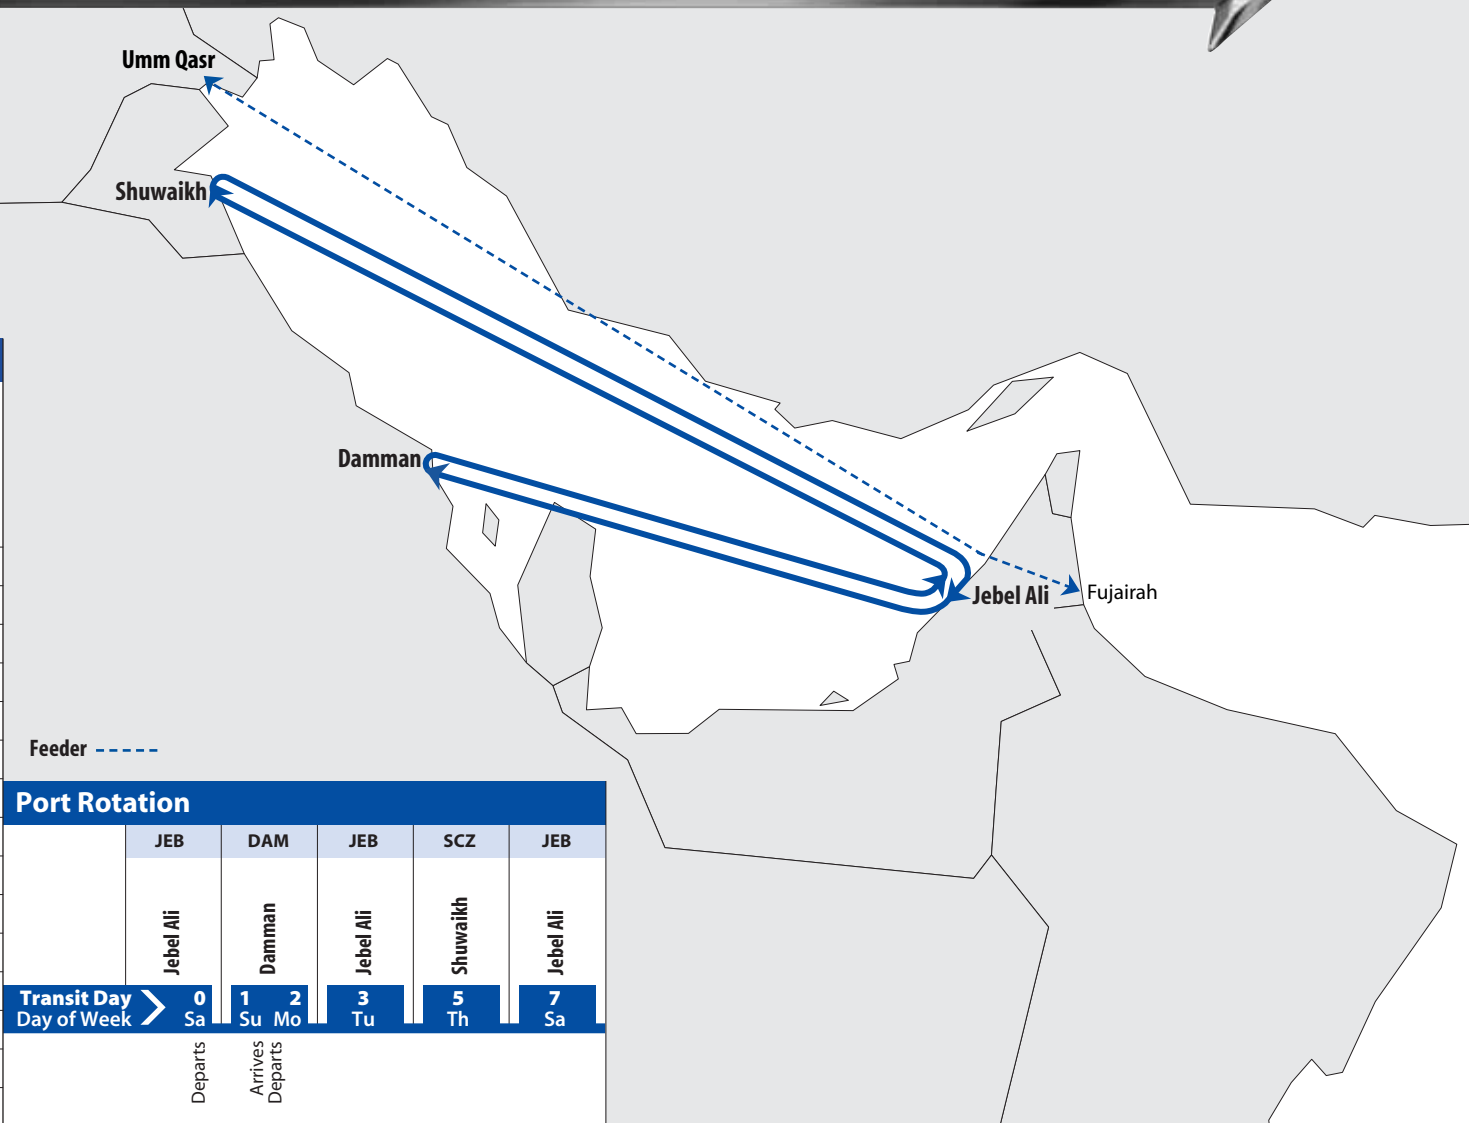 Umm Qasr
Shuwaikh
Damman
Jebel Ali
Fujairah
Feeder
Port Rotation
JEB DAM JEB SCZ JEB
Jebel Ali Damman Jebel Ali Shuwaikh Jebel Ali
Transit Day 0 1 2 3 5 7
Day of Week Sa Su Mo Tu Th Sa
Departs Arrives Departs